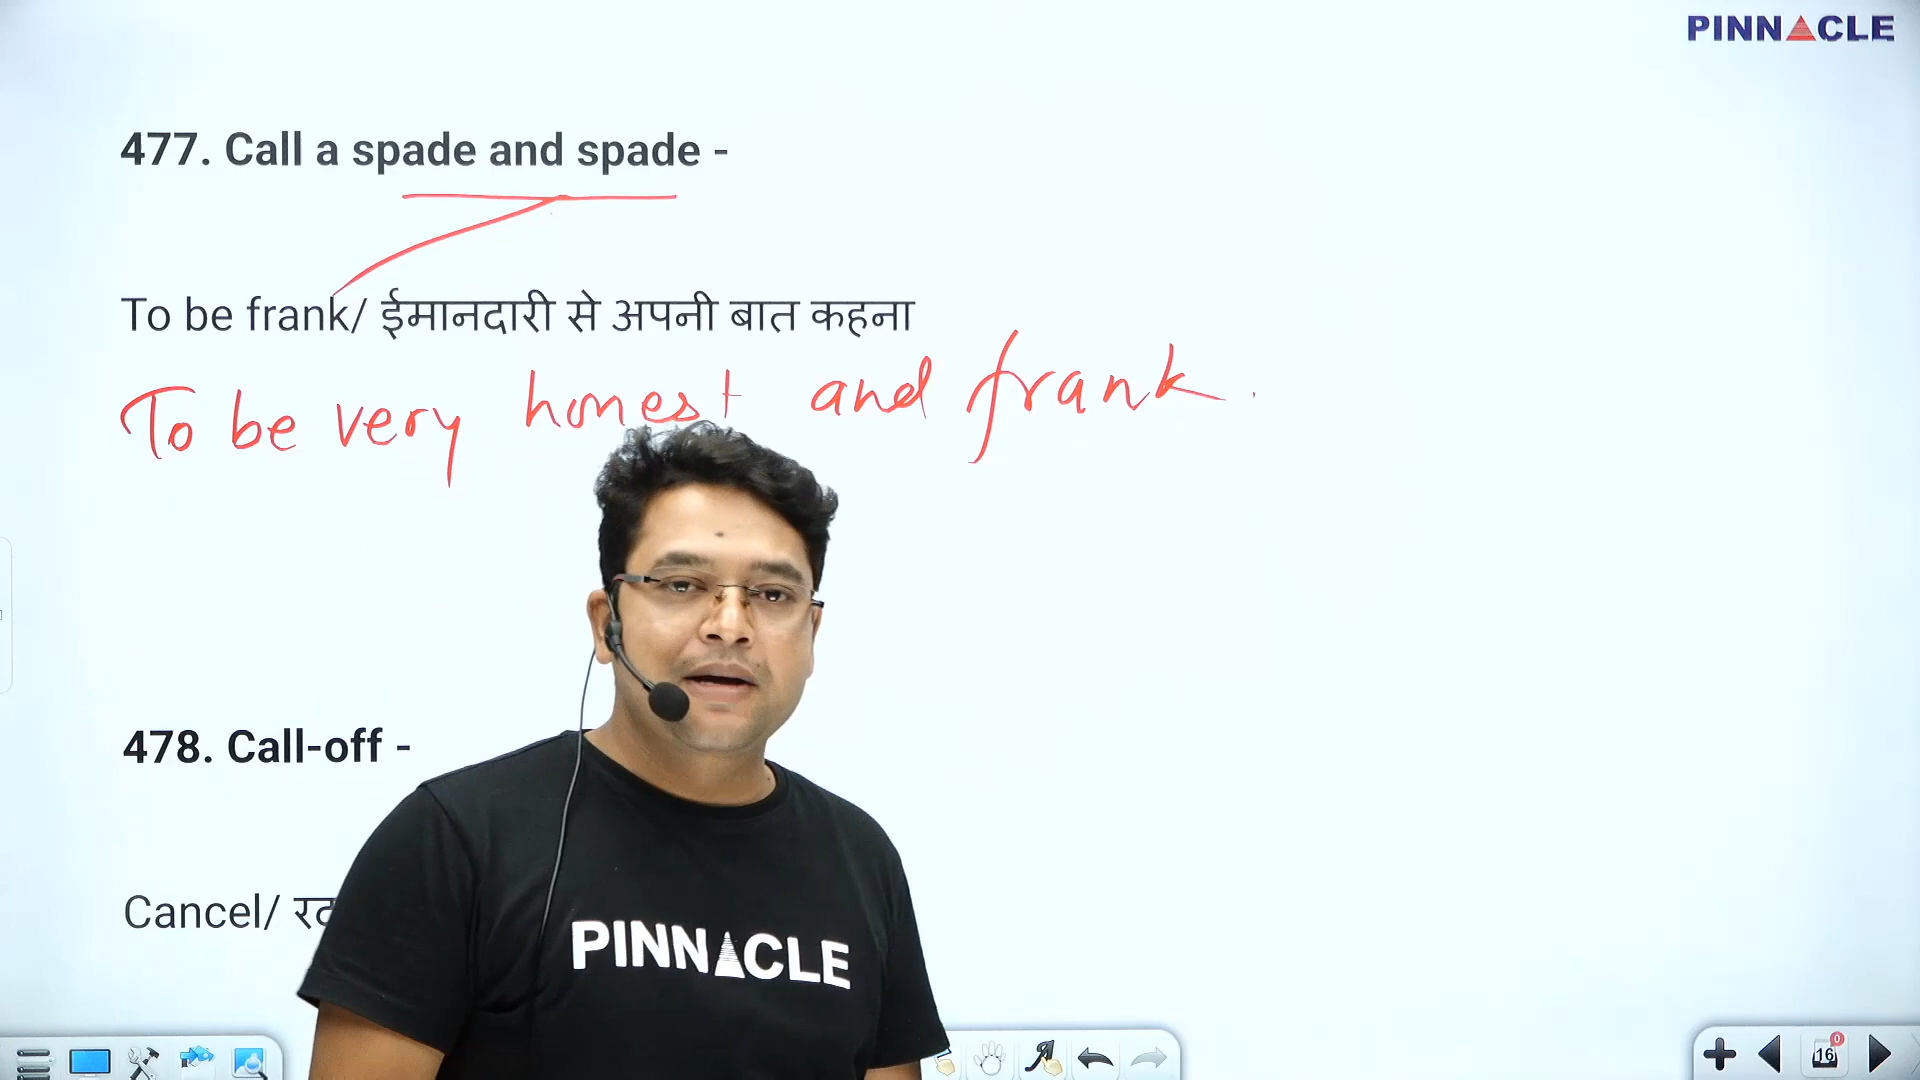 PINNACLE
477. Call a spade and spade -
To be frank/ ईमानदारी से अपनी बात कहना
To be very honest and frank.
478. Call-off -
Cancel/
PINNACLE
16
0